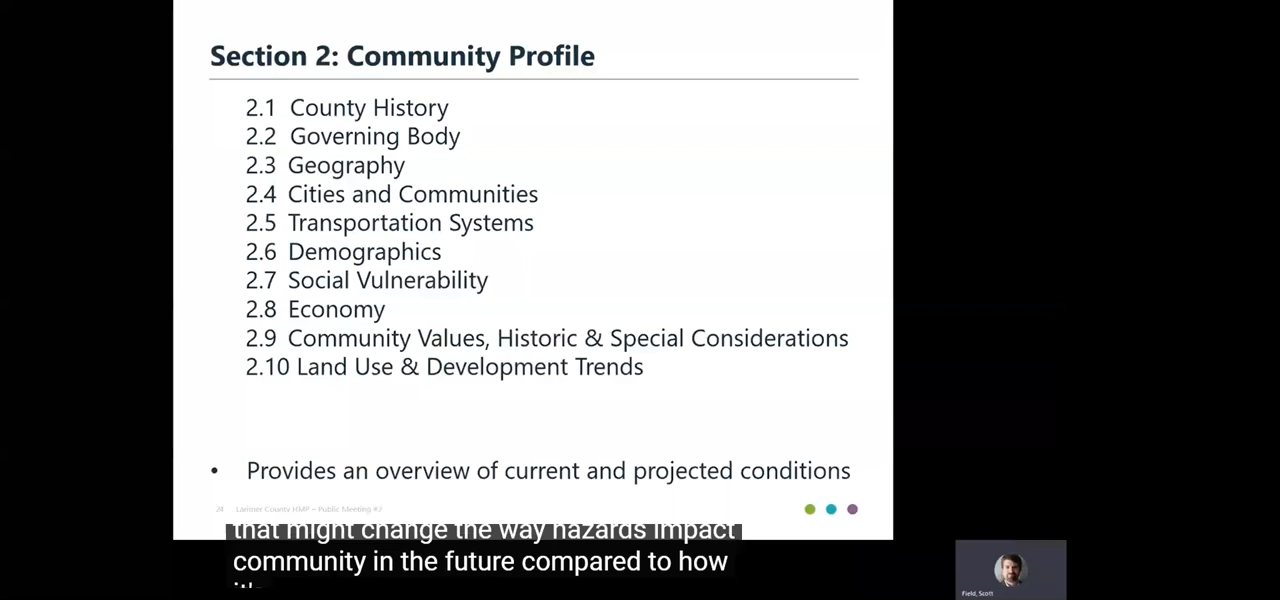 Section 2: Community Profile
2.1 County History
2.2 Governing Body
2.3 Geography
2.4 Cities and Communities
2.5 Transportation Systems
2.6 Demographics
2.7 Social Vulnerability
2.8 Economy
2.9 Community Values, Historic & Special Considerations
2.10 Land Use & Development Trends
• Provides an overview of current and projected conditions
24 Larimer County HMP – Public Meeting #2
that might change the way hazards impact
community in the future compared to how
Field, Scott